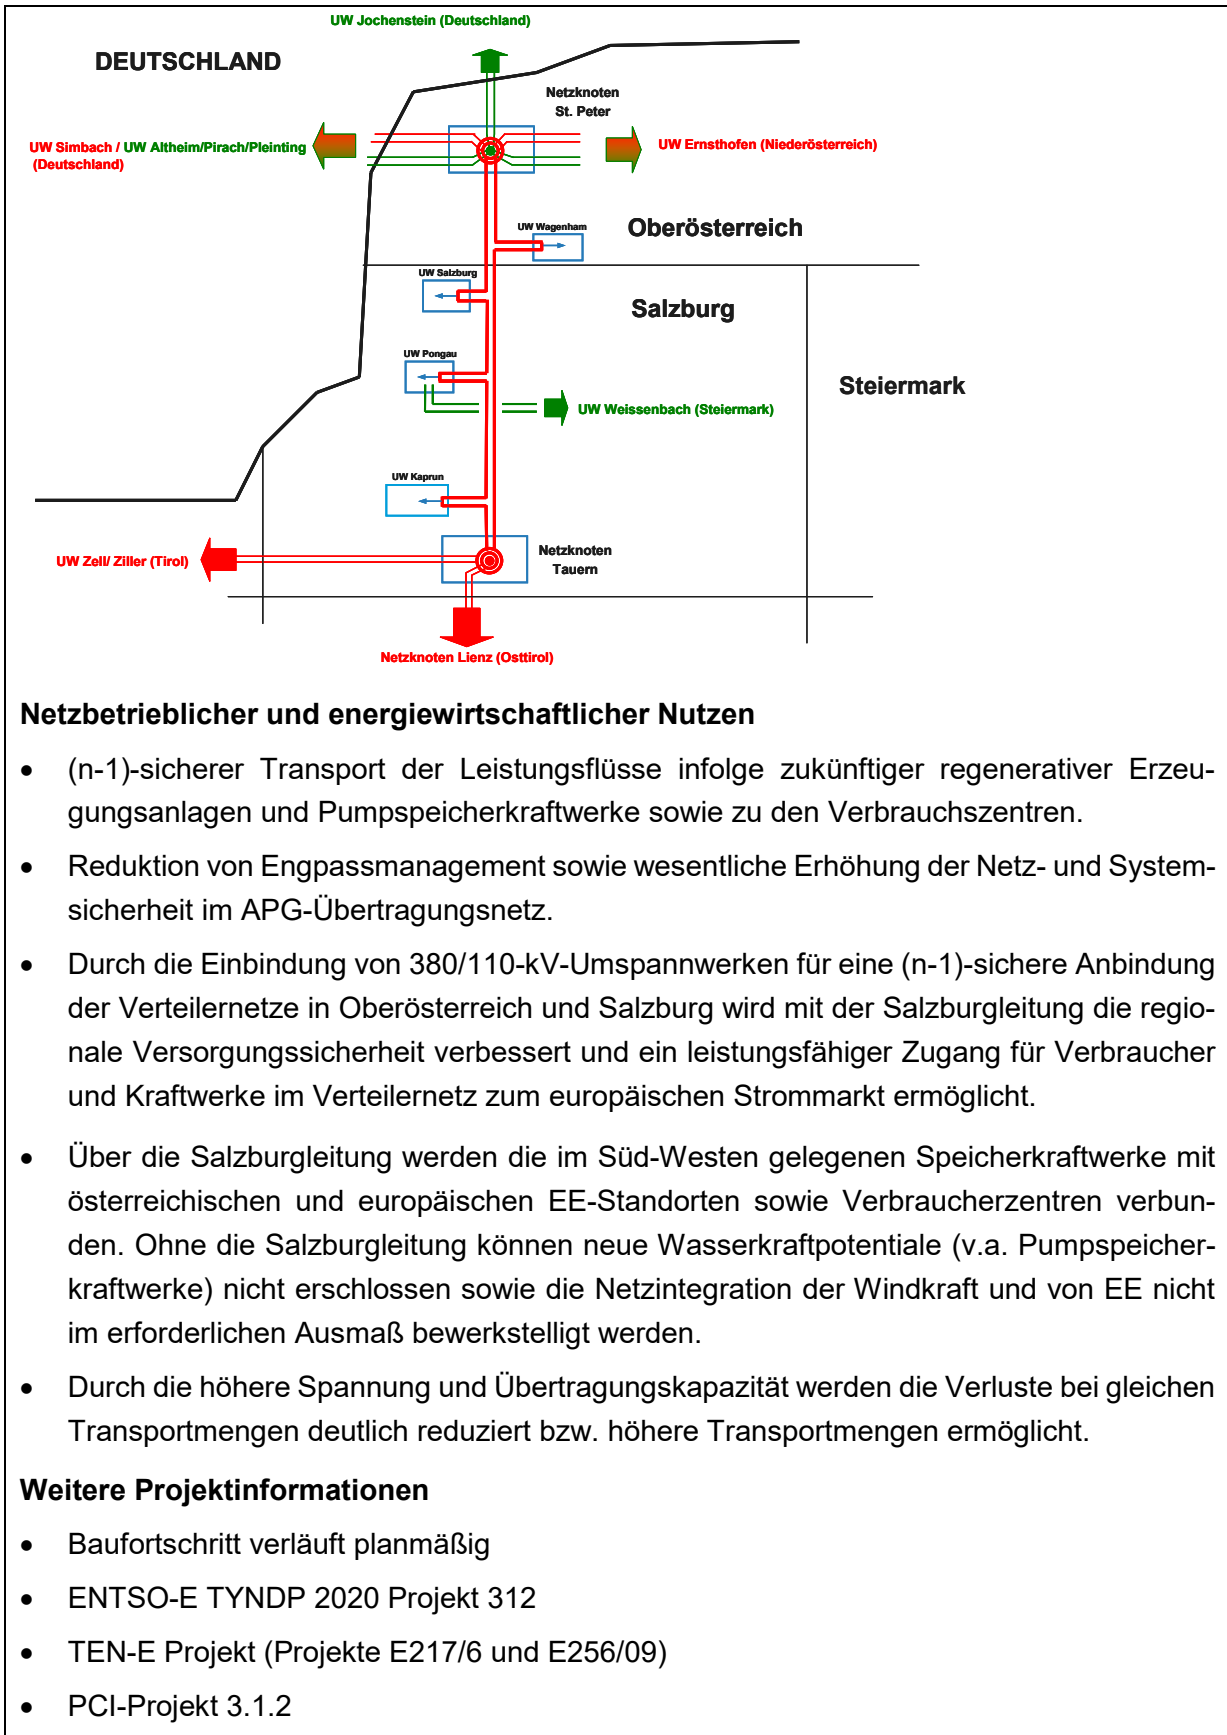 UW Jochenstein (Deutschland)
DEUTSCHLAND
Netzknoten
St. Peter
UW Simbach / UW Altheim/Pirach/Pleinting
(Deutschland)
UW Ernsthofen (Niederösterreich)
UW Wagenham
Oberösterreich
UW Salzburg
Salzburg
UW Pongau
Steiermark
UW Weissenbach (Steiermark)
UW Kaprun
UW Zell/ Ziller (Tirol)
Netzknoten
Tauern
Netzknoten Lienz (Osttirol)
Netzbetrieblicher und energiewirtschaftlicher Nutzen
• (n-1)-sicherer Transport der Leistungsflüsse infolge zukünftiger regenerativer Erzeu-
gungsanlagen und Pumpspeicherkraftwerke sowie zu den Verbrauchszentren.
• Reduktion von Engpassmanagement sowie wesentliche Erhöhung der Netz- und System-
sicherheit im APG-Übertragungsnetz.
• Durch die Einbindung von 380/110-kV-Umspannwerken für eine (n-1)-sichere Anbindung
der Verteilernetze in Oberösterreich und Salzburg wird mit der Salzburgleitung die regio-
nale Versorgungssicherheit verbessert und ein leistungsfähiger Zugang für Verbraucher
und Kraftwerke im Verteilernetz zum europäischen Strommarkt ermöglicht.
• Über die Salzburgleitung werden die im Süd-Westen gelegenen Speicherkraftwerke mit
österreichischen und europäischen EE-Standorten sowie Verbraucherzentren verbun-
den. Ohne die Salzburgleitung können neue Wasserkraftpotentiale (v.a. Pumpspeicher-
kraftwerke) nicht erschlossen sowie die Netzintegration der Windkraft und von EE nicht
im erforderlichen Ausmaß bewerkstelligt werden.
• Durch die höhere Spannung und Übertragungskapazität werden die Verluste bei gleichen
Transportmengen deutlich reduziert bzw. höhere Transportmengen ermöglicht.
Weitere Projektinformationen
• Baufortschritt verläuft planmäßig
• ENTSO-E TYNDP 2020 Projekt 312
• TEN-E Projekt (Projekte E217/6 und E256/09)
• PCI-Projekt 3.1.2